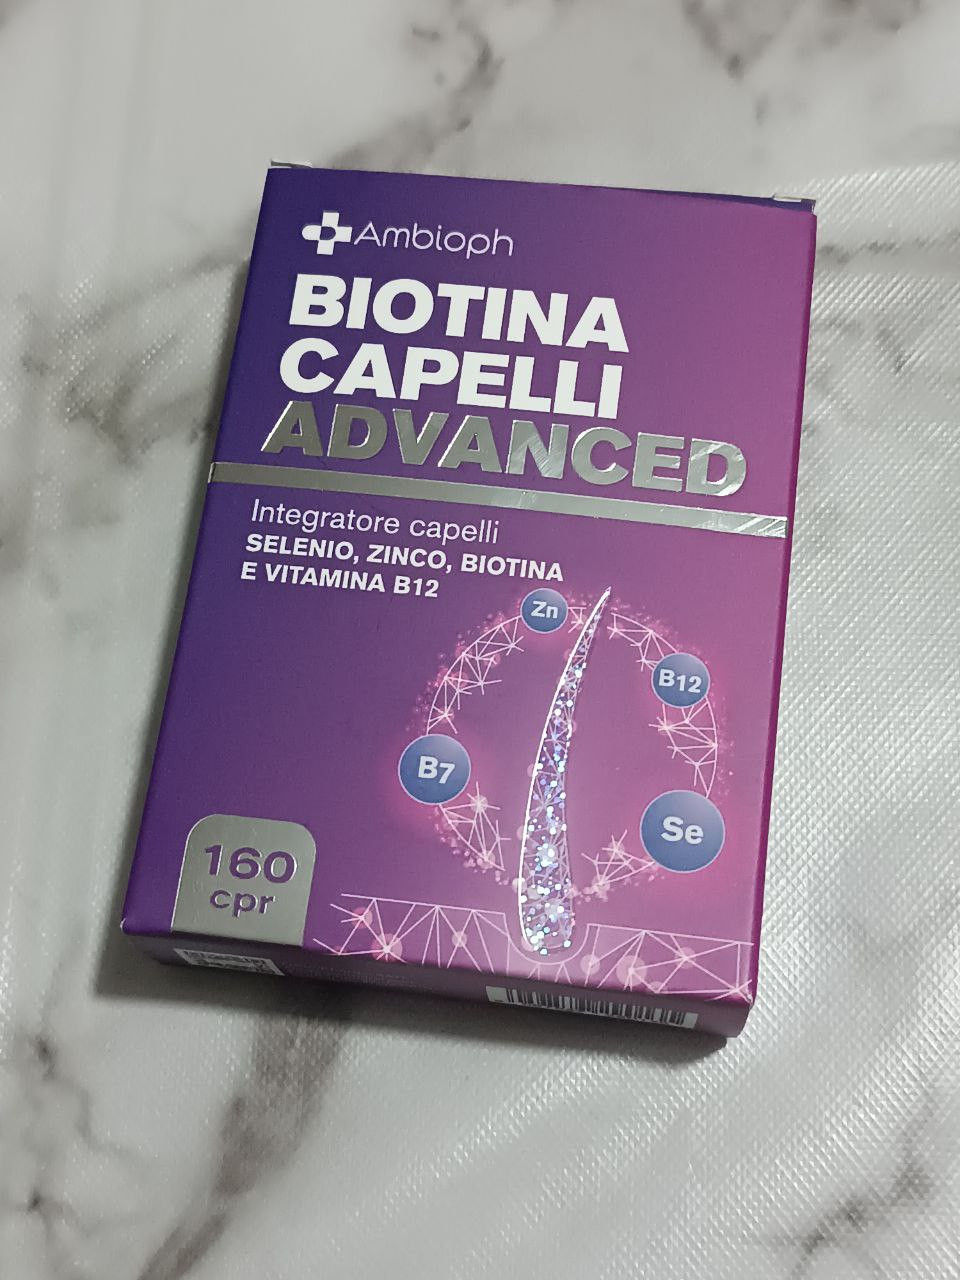 Ambioph
BIOTINA
CAPELLI
ADVANCED
Integratore capelli
SELENIO, ZINCO, BIOTINA
E VITAMINA B12
Zn
B12
B7
Se
160
cpr